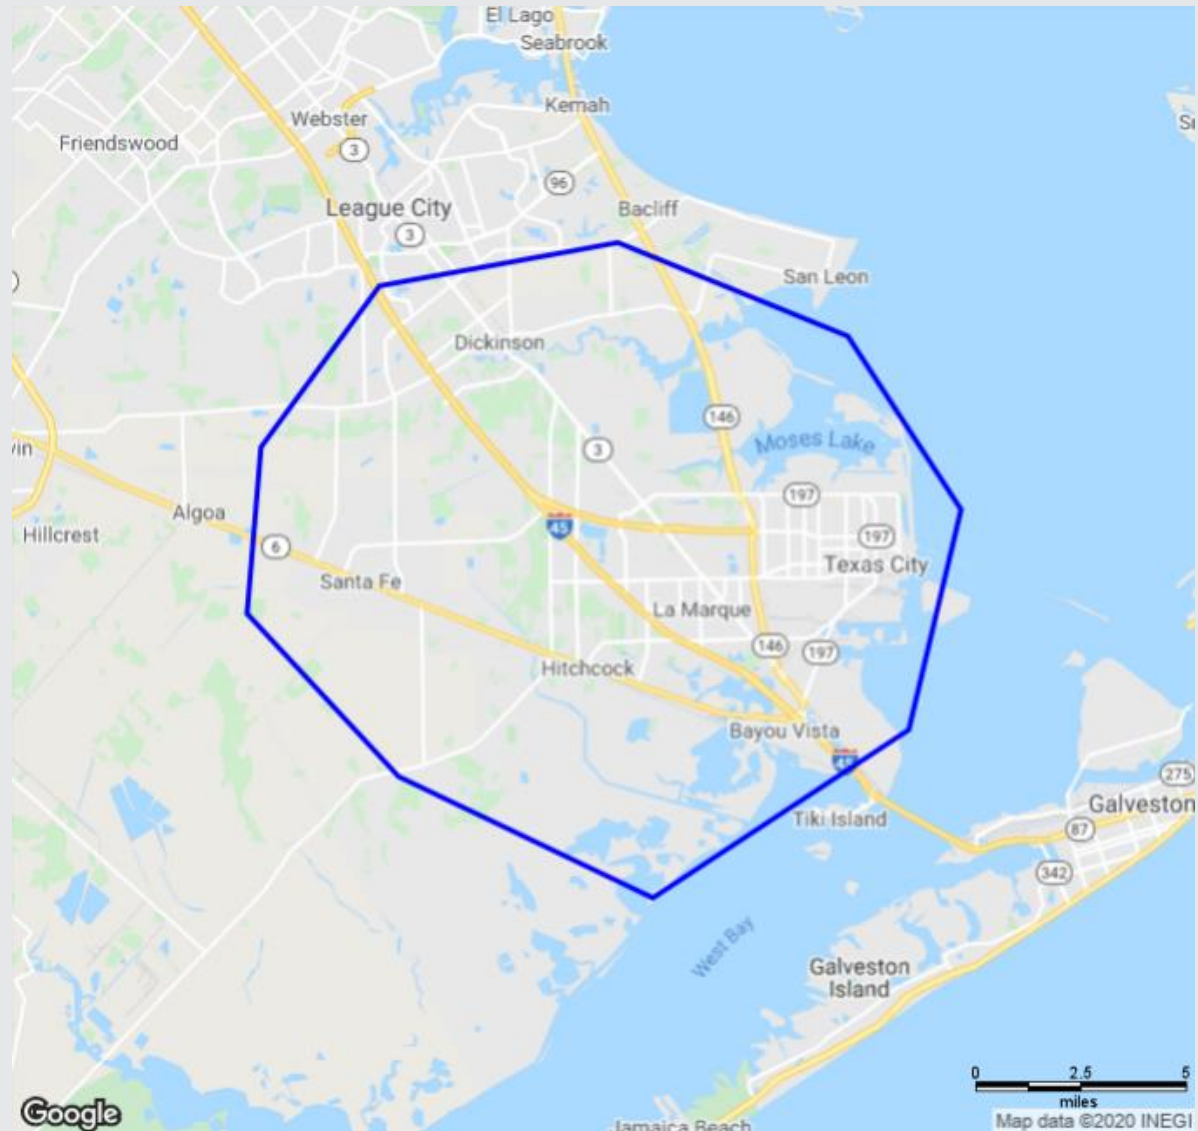 El Lago
Seabrook
Kemah
Webster
Friendswood
3
96
League City
Bacliff
3
San Leon
Dickinson
146
Moses Lake
3
vin
197
Algoa
45
197
Hillcrest
6
Texas City
Santa Fe
La Marque
146
197
Hitchcock
Bayou Vista
45
275
Galveston
Tiki Island
87
342
West Bay
Galveston
Island
0 2.5 5
miles
Google
Map data ©2020 INEGI
Jamaica Beach